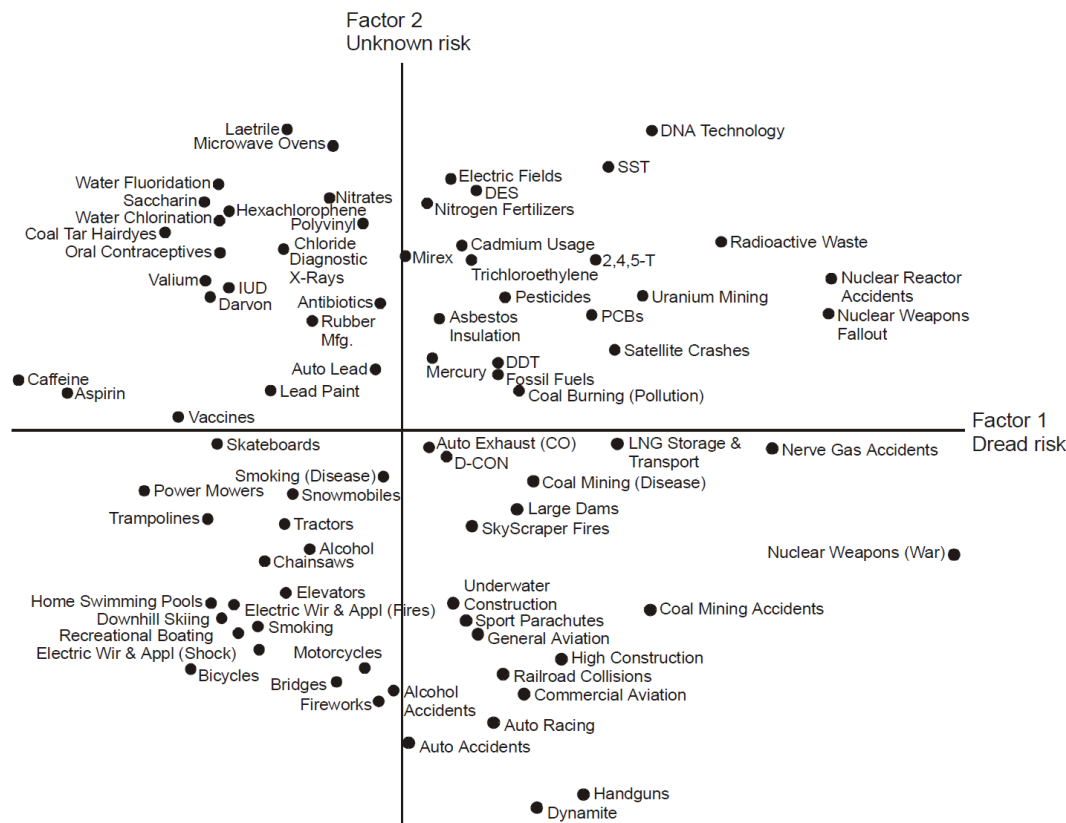 Factor 2
Unknown risk
Laetrile
DNA Technology
Microwave Ovens
SST
Water Fluoridation
Electric Fields
DES
Saccharin
Nitrates
Nitrogen Fertilizers
Hexachlorophene
Water Chlorination
Polyvinyl
Coal Tar Hairdyes
Chloride
Diagnostic
X-Rays
Cadmium Usage
Radioactive Waste
Oral Contraceptives
Mirex
Trichloroethylene
2,4,5-T
Valium
IUD
Darvon
Nuclear Reactor
Accidents
Antibiotics
Pesticides
Uranium Mining
Rubber
Mfg.
Asbestos
Insulation
PCBs
Nuclear Weapons
Fallout
Satellite Crashes
Auto Lead
Mercury
DDT
Fossil Fuels
Caffeine
Aspirin
Lead Paint
Coal Burning (Pollution)
Vaccines
Factor 1
Dread risk
Skateboards
Auto Exhaust (CO)
LNG Storage &
Transport
Nerve Gas Accidents
D-CON
Smoking (Disease)
Coal Mining (Disease)
Power Mowers
Snowmobiles
Large Dams
Trampolines
Tractors
SkyScraper Fires
Alcohol
Chainsaws
Nuclear Weapons (War)
Elevators
Underwater
Construction
Home Swimming Pools
Electric Wir & Appl (Fires)
Coal Mining Accidents
Downhill Skiing
Smoking
Sport Parachutes
Recreational Boating
General Aviation
Electric Wir & Appl (Shock)
Motorcycles
High Construction
Bicycles
Railroad Collisions
Bridges
Alcohol
Accidents
Commercial Aviation
Fireworks
Auto Racing
Auto Accidents
Handguns
Dynamite